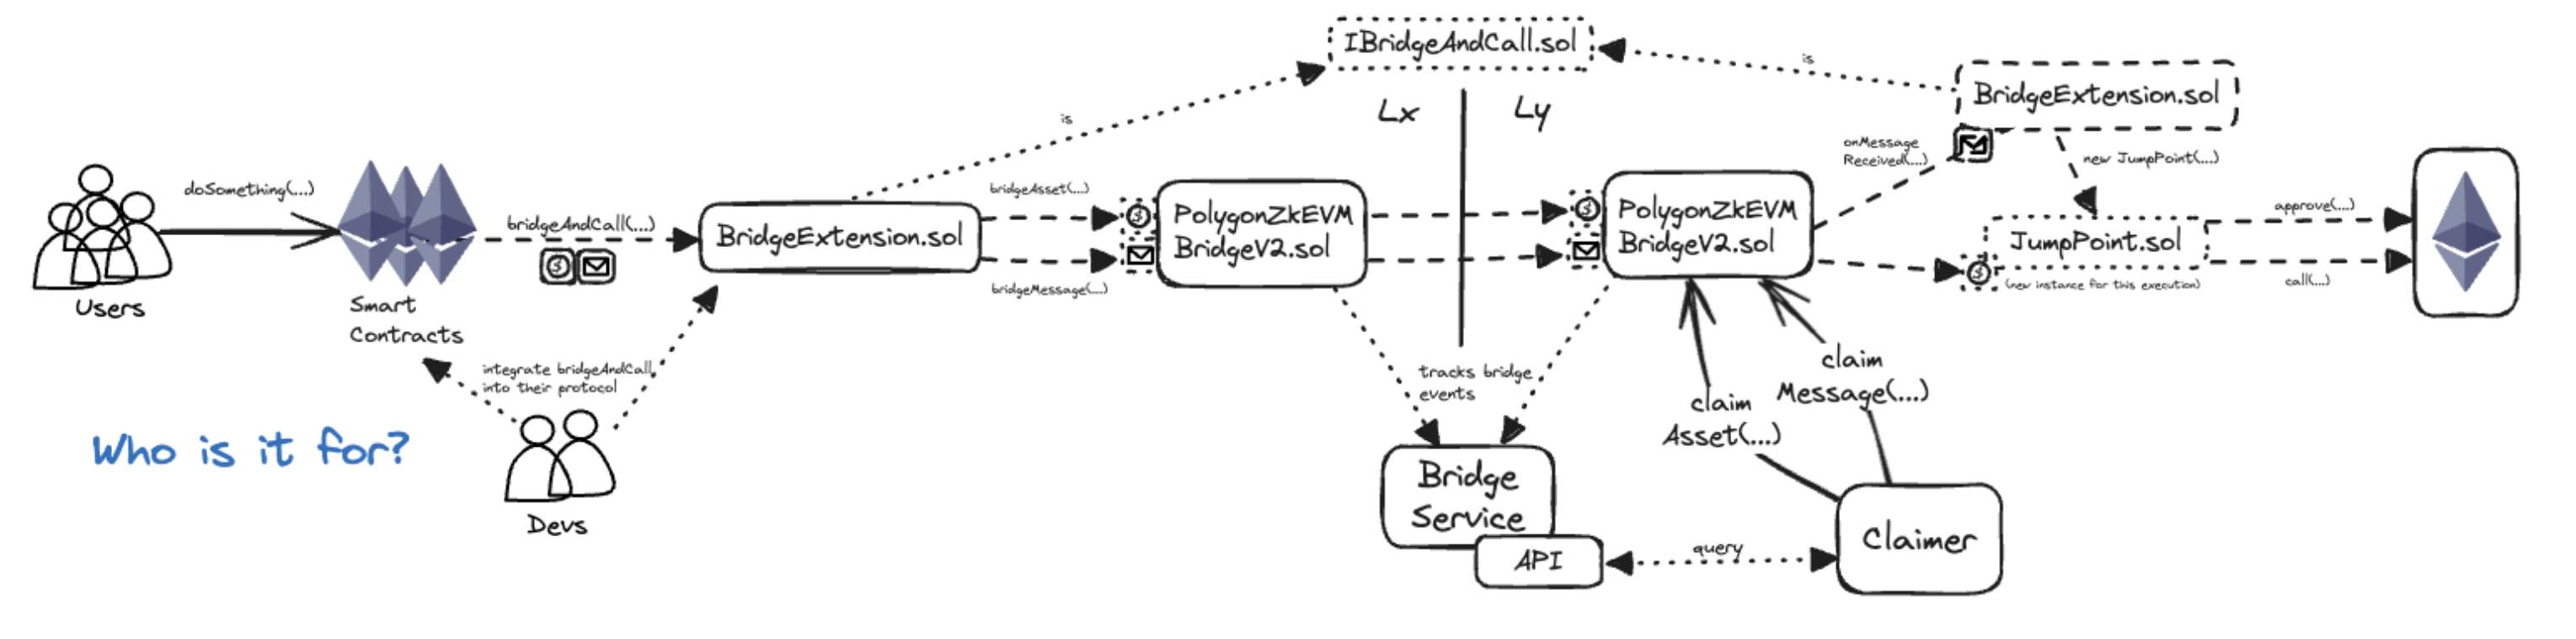 IBridgeAndCall.sol
is
is
Lx
Ly
BridgeExtension.sol
onMessage
Received(...)
new JumpPoint(...)
doSomething(...)
Users
Smart
Contracts
bridgeAndCall(...)
BridgeExtension.sol
bridgeAsset(...)
bridgeMessage(...)
PolygonZkEVM
BridgeV2.sol
PolygonZkEVM
BridgeV2.sol
JumpPoint.sol
(new instance for this execution)
approve(...)
call(...)
integrate bridgeAndCall
into their protocol
Devs
Who is it for?
tracks bridge
events
claim
Asset(...)
claim
Message(...)
Bridge
Service
API
query
Claimer